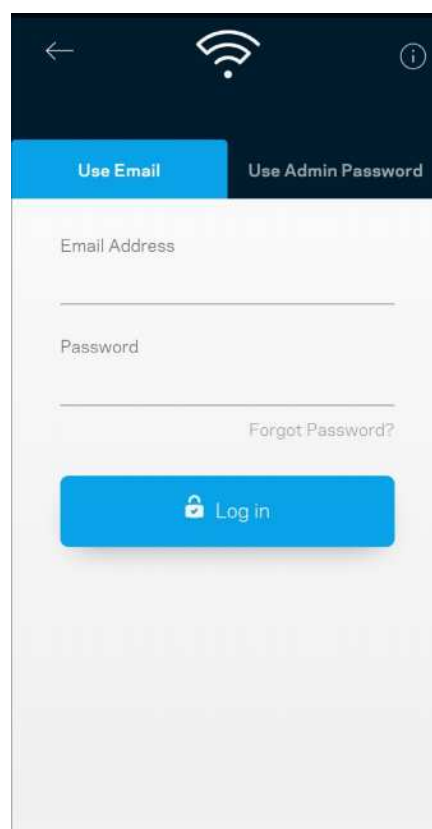 Use Email
Use Admin Password
Email Address
Password
Forgot Password?
Log in